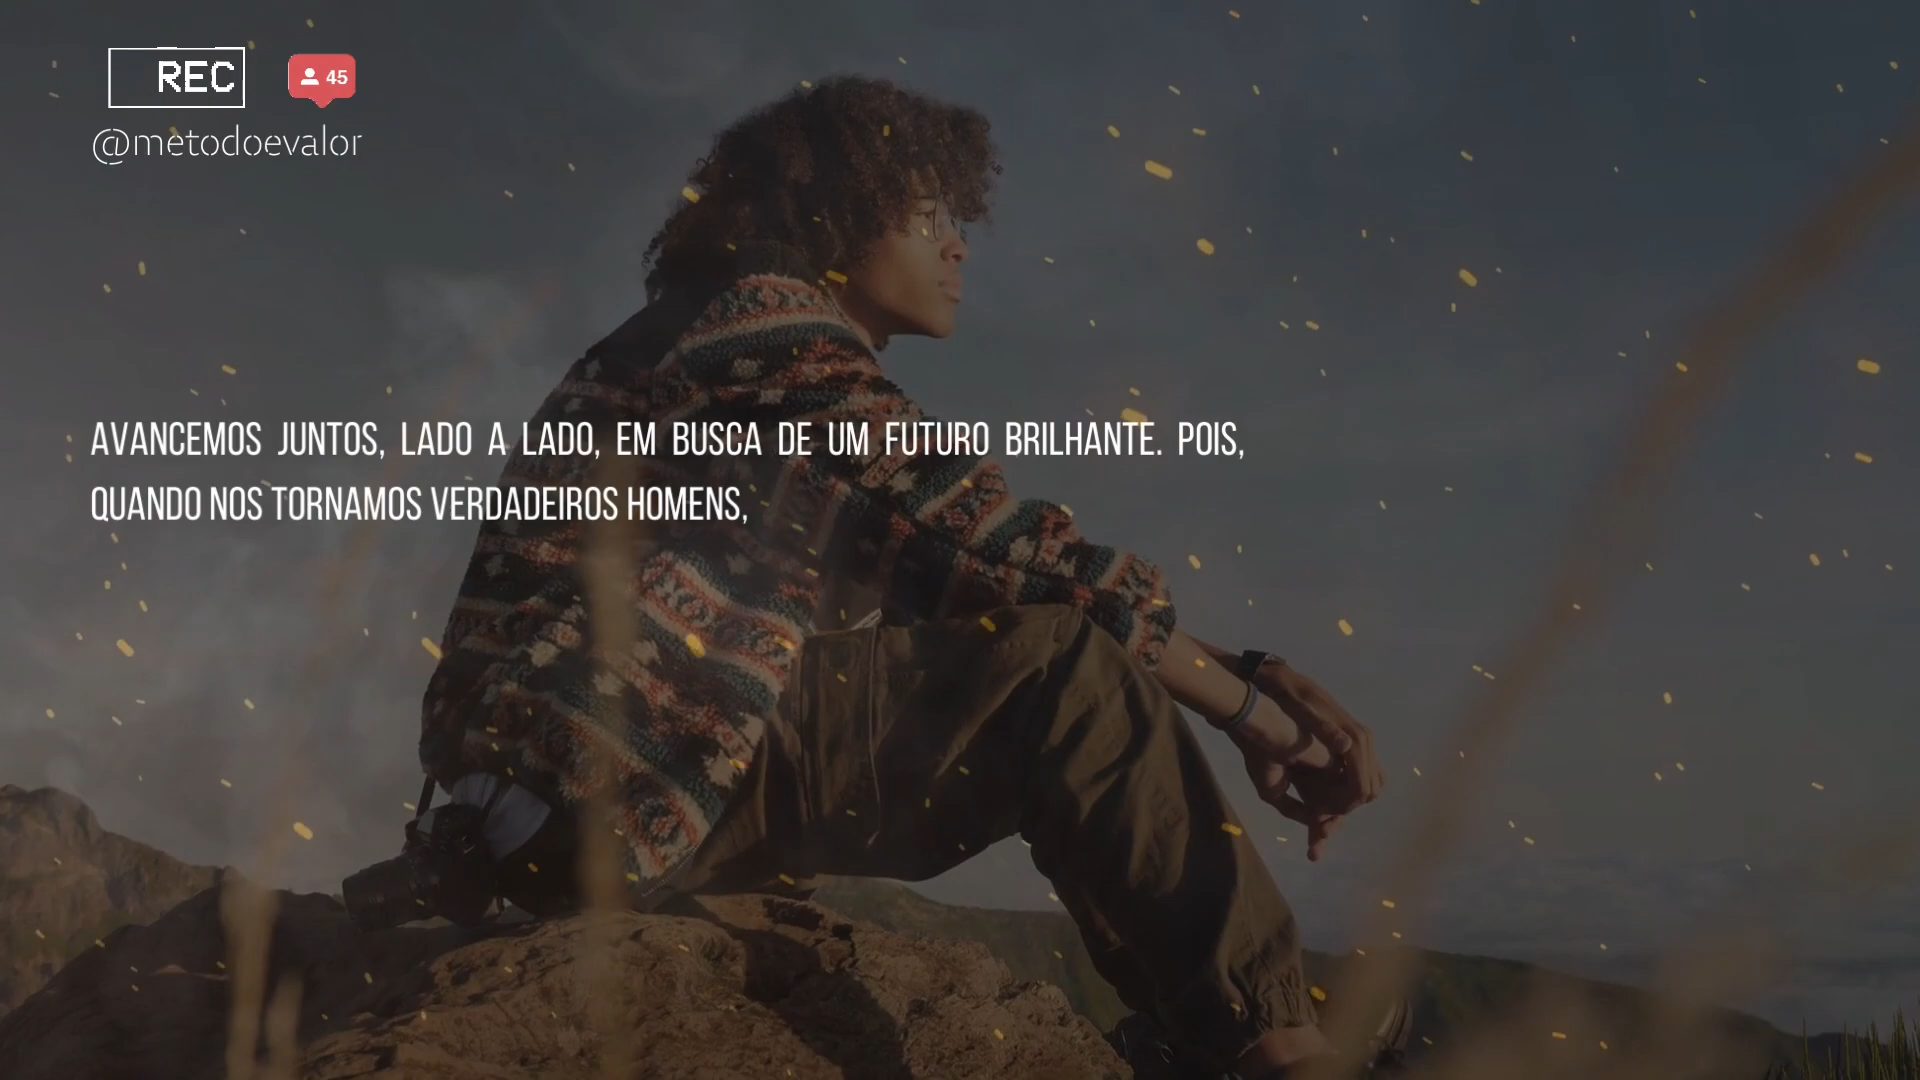 REC
45
@metodoevalor
AVANCEMOS JUNTOS, LADO A LADO, EM BUSCA DE UM FUTURO BRILHANTE. POIS,
QUANDO NOS TORNAMOS VERDADEIROS HOMENS,